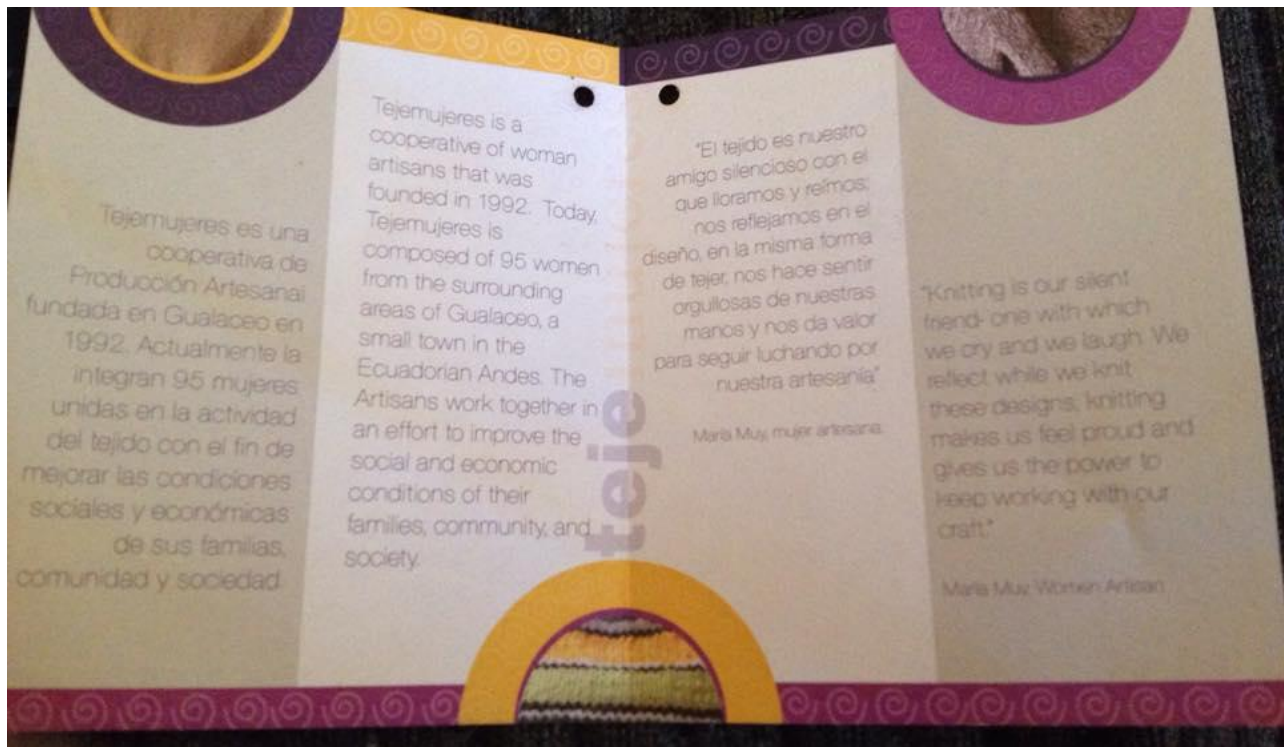 Tejemujeres es una
cooperativa de
Producción Artesanal
fundada en Gualaceo en
1992. Actualmente la
integran 95 mujeres
unidas en la actividad
del tejido con el fin de
mejorar las condiciones
sociales y económicas
de sus familias,
comunidad y sociedad.
Tejemujeres is a
cooperative of woman
artisans that was
founded in 1992. Today,
Tejemujeres is
composed of 95 women
from the surrounding
areas of Gualaceo, a
small town in the
Ecuadorian Andes. The
Artisans work together in
an effort to improve the
social and economic
conditions of their
families, community, and
society.
teje
"El tejido es nuestro
amigo silencioso con el
que lloramos y reímos;
nos reflejamos en el
diseño, en la misma forma
de tejer, nos hace sentir
orgullosas de nuestras
manos y nos da valor
para seguir luchando por
nuestra artesanía"
Maria Muy, mujer artesana.
"Knitting is our silent
friend- one with which
we cry and we laugh. We
reflect while we knit
these designs; knitting
makes us feel proud and
gives us the power to
keep working with our
craft."
Maria Muy, Women Artisan